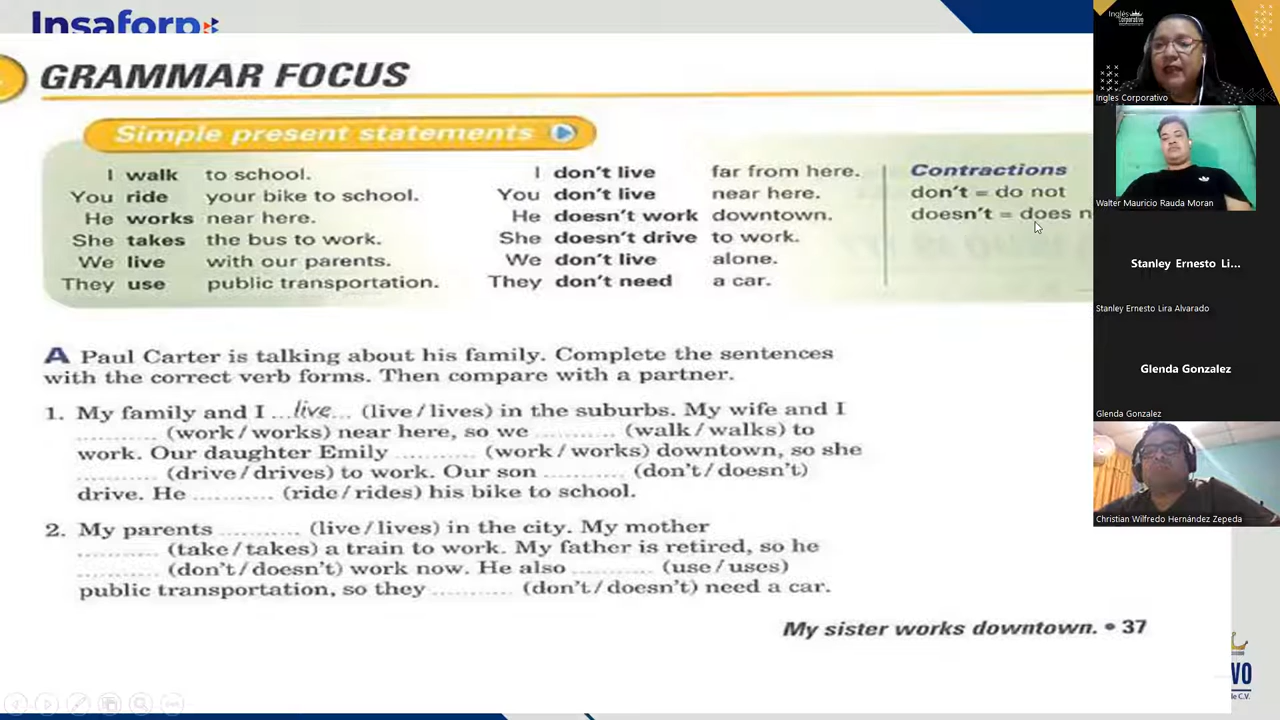 Insaforp
GRAMMAR FOCUS
Simple present statements
I walk to school.
You ride your bike to school.
He works near here.
She takes the bus to work.
We live with our parents.
They use public transportation.
I don't live far from here.
You don't live near here.
He doesn't work downtown.
She doesn't drive to work.
We don't live alone.
They don't need a car.
Contractions
don't = do not
doesn't = does n
A Paul Carter is talking about his family. Complete the sentences
with the correct verb forms. Then compare with a partner.
1. My family and I ...live... (live/lives) in the suburbs. My wife and I
.......... (work/works) near here, so we .......... (walk/walks) to
work. Our daughter Emily .......... (work/works) downtown, so she
.......... (drive/drives) to work. Our son .......... (don't/doesn't)
drive. He .......... (ride/rides) his bike to school.
2. My parents .......... (live/lives) in the city. My mother
.......... (take/takes) a train to work. My father is retired, so he
.......... (don't/doesn't) work now. He also .......... (use/uses)
public transportation, so they .......... (don't/doesn't) need a car.
My sister works downtown. • 37
Inglés
Corporativo
Ingles Corporativo
Walter Mauricio Rauda Moran
Stanley Ernesto Li...
Stanley Ernesto Lira Alvarado
Glenda Gonzalez
Glenda Gonzalez
Christian Wilfredo Hernández Zepeda
VO
de C.V.